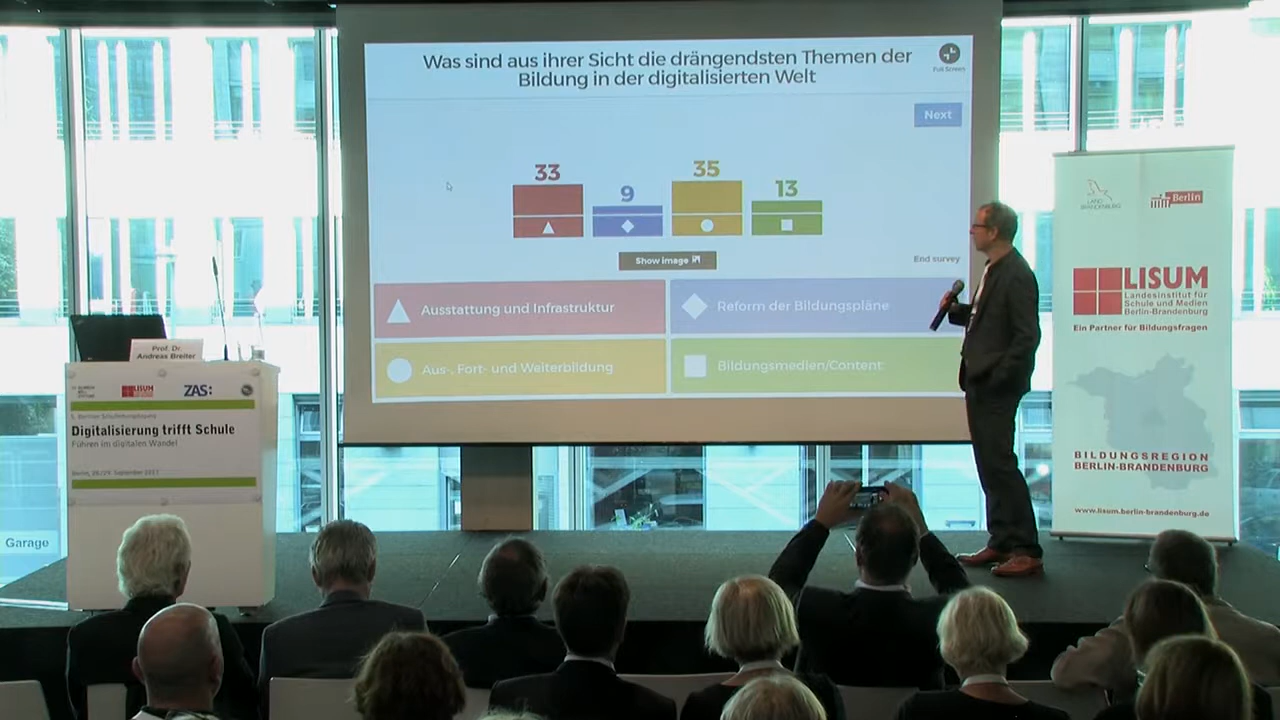 Was sind aus ihrer Sicht die drängendsten Themen der
Bildung in der digitalisierten Welt
Full Screen
Next
33
9
35
13
Show image
End survey
Ausstattung und Infrastruktur
Reform der Bildungspläne
Aus-, Fort- und Weiterbildung
Bildungsmedien/Content
Prof. Dr.
Andreas Breiter
LISUM
ZAS:
Digitalisierung trifft Schule
Führen im digitalen Wandel
Garage
LAND
BRANDENBURG
Berlin
LISUM
Landesinstitut für
Schule und Medien
Berlin-Brandenburg
Ein Partner für Bildungsfragen
BILDUNGSREGION
BERLIN-BRANDENBURG
www.lisum.berlin-brandenburg.de